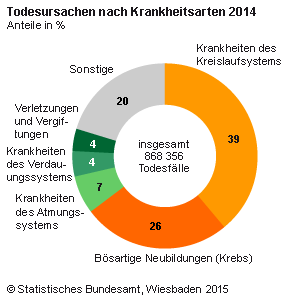 Todesursachen nach Krankheitsarten 2014
Anteile in %
Krankheiten des
Kreislaufsystems
Sonstige
20
39
Verletzungen
und Vergif-
tungen
4
insgesamt
868 356
Todesfälle
Krankheiten
des Verdau-
ungssystems
4
7
Krankheiten
des Atmungs-
systems
26
Bösartige Neubildungen (Krebs)
© Statistisches Bundesamt, Wiesbaden 2015